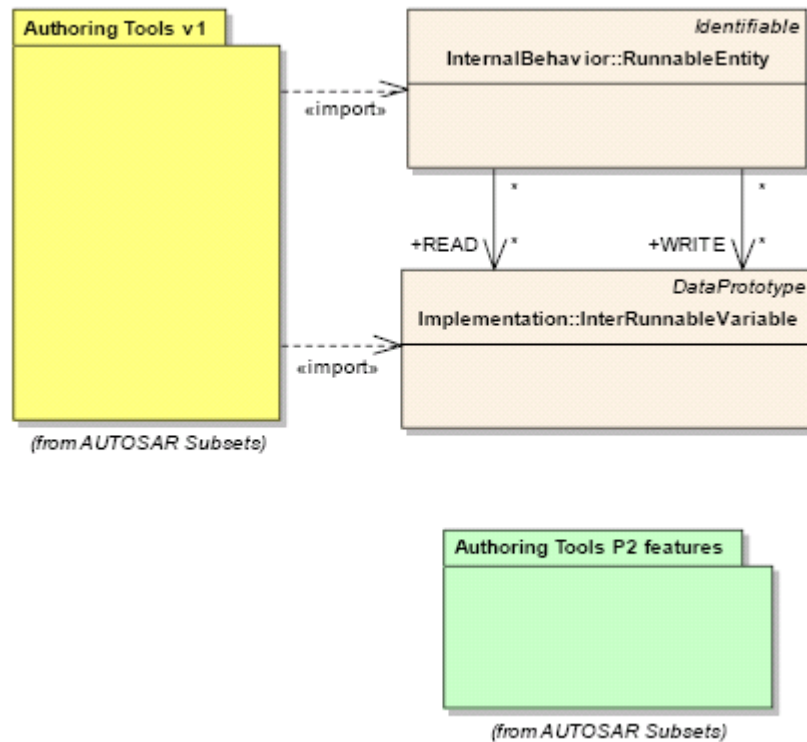 Authoring Tools v1
Identifiable
InternalBehavior::RunnableEntity
«import»
* *
+READ * +WRITE *
DataPrototype
Implementation::InterRunnableVariable
«import»
(from AUTOSAR Subsets)
Authoring Tools P2 features
(from AUTOSAR Subsets)